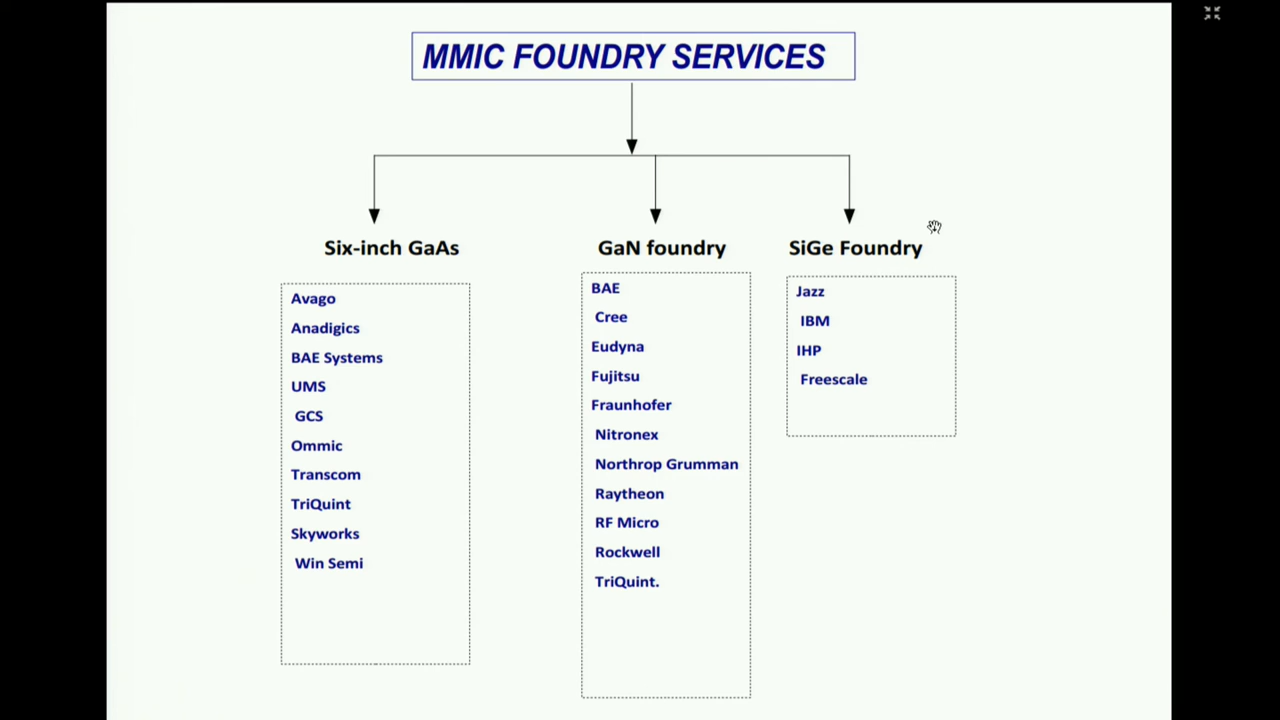 MMIC FOUNDRY SERVICES
Six-inch GaAs
Avago
Anadigics
BAE Systems
UMS
GCS
Ommic
Transcom
TriQuint
Skyworks
Win Semi
GaN foundry
BAE
Cree
Eudyna
Fujitsu
Fraunhofer
Nitronex
Northrop Grumman
Raytheon
RF Micro
Rockwell
TriQuint.
SiGe Foundry
Jazz
IBM
IHP
Freescale